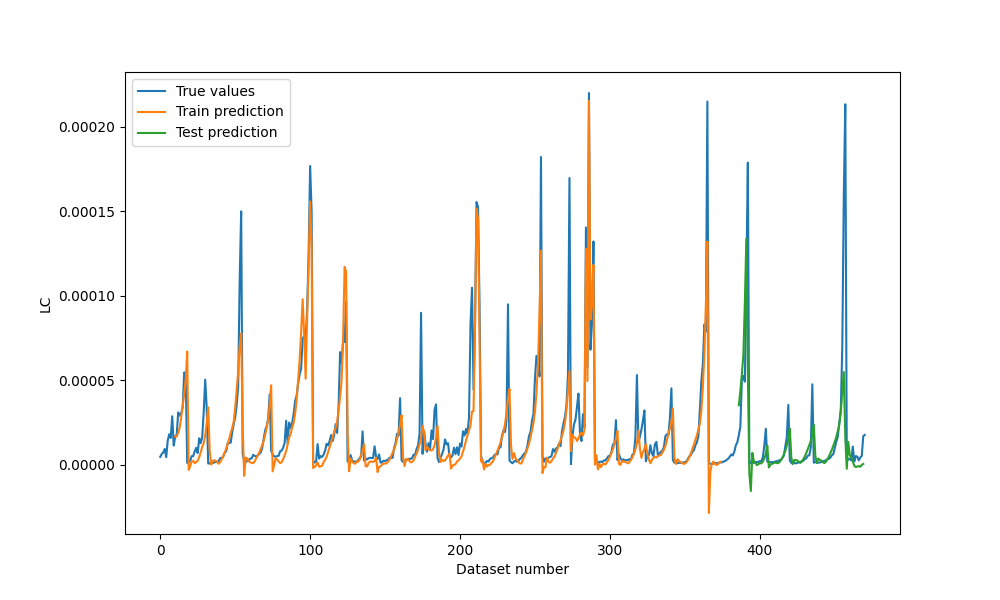 True values
Train prediction
Test prediction
0.00020
0.00015
0.00010
0.00005
0.00000
LC
0 100 200 300 400
Dataset number